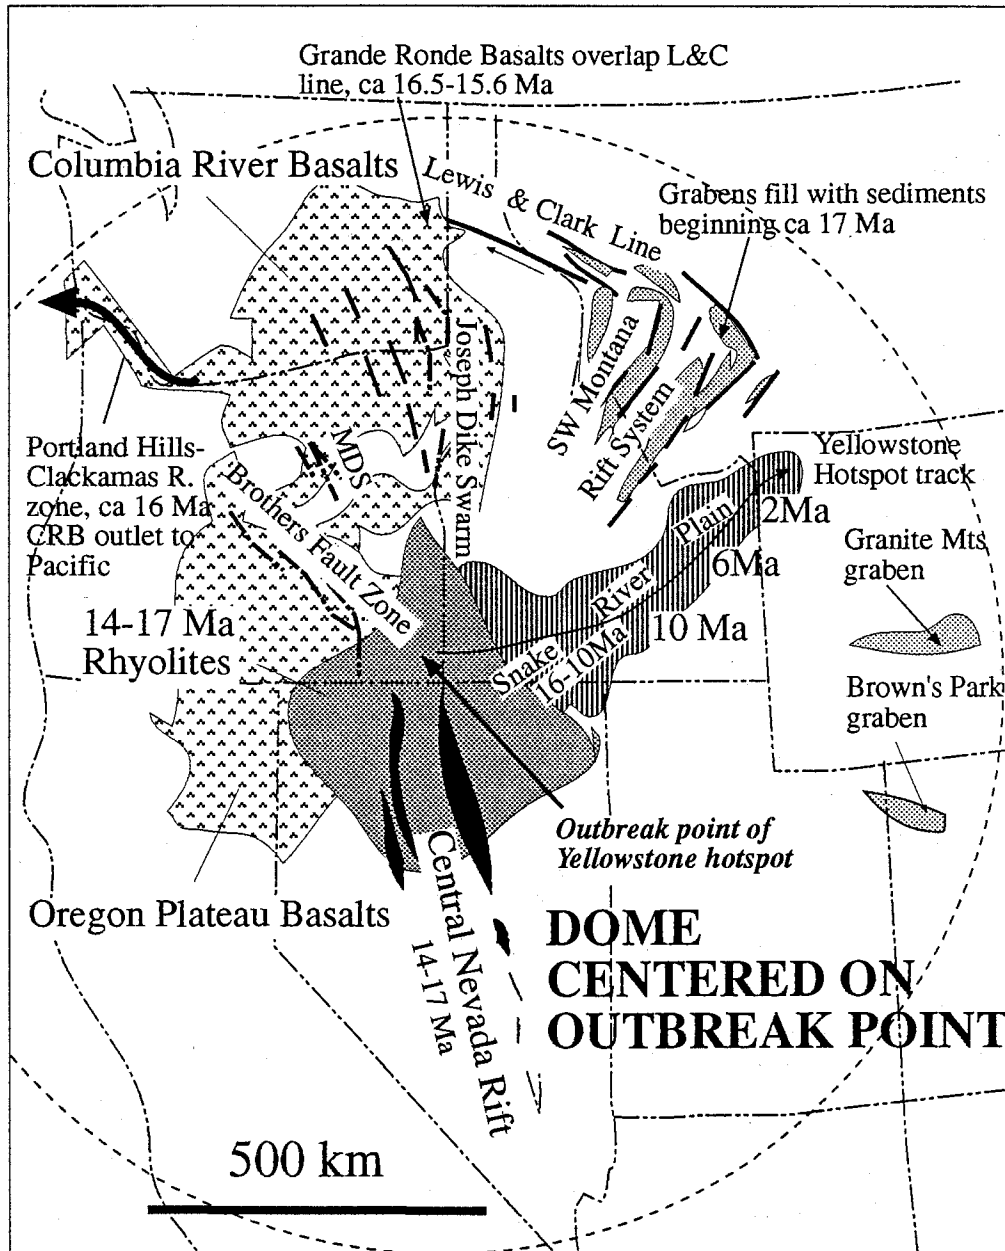 Grande Ronde Basalts overlap L&C
line, ca 16.5-15.6 Ma
Columbia River Basalts
Lewis & Clark Line
Grabens fill with sediments
beginning ca 17 Ma
Joseph Dike Swarm
SW Montana
Rift System
Portland Hills-
Clackamas R.
zone, ca 16 Ma
CRB outlet to
Pacific
MDS
Brothers Fault Zone
Yellowstone
Hotspot track
2Ma
6Ma
10 Ma
Snake River Plain
16-10Ma
Granite Mts
graben
14-17 Ma
Rhyolites
Brown's Park
graben
Outbreak point of
Yellowstone hotspot
Oregon Plateau Basalts
Central Nevada Rift
14-17 Ma
DOME
CENTERED ON
OUTBREAK POINT
500 km